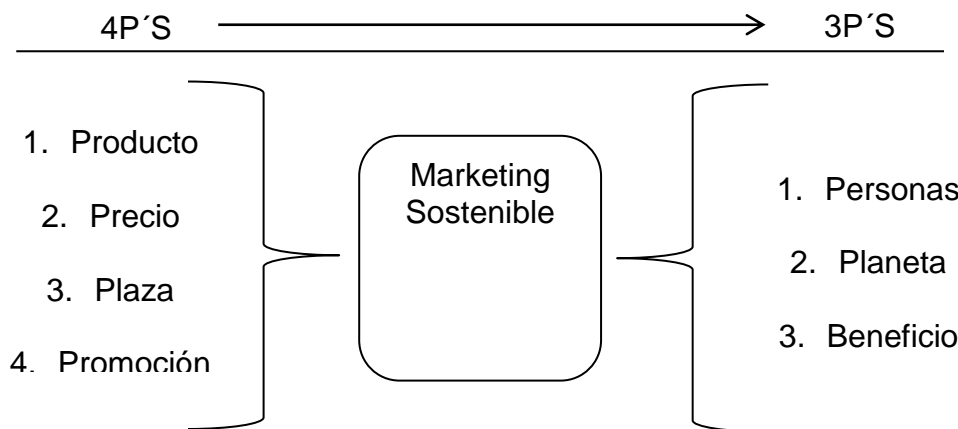 4P´S 3P´S
1. Producto
2. Precio
3. Plaza
4. Promoción
Marketing
Sostenible
1. Personas
2. Planeta
3. Beneficio